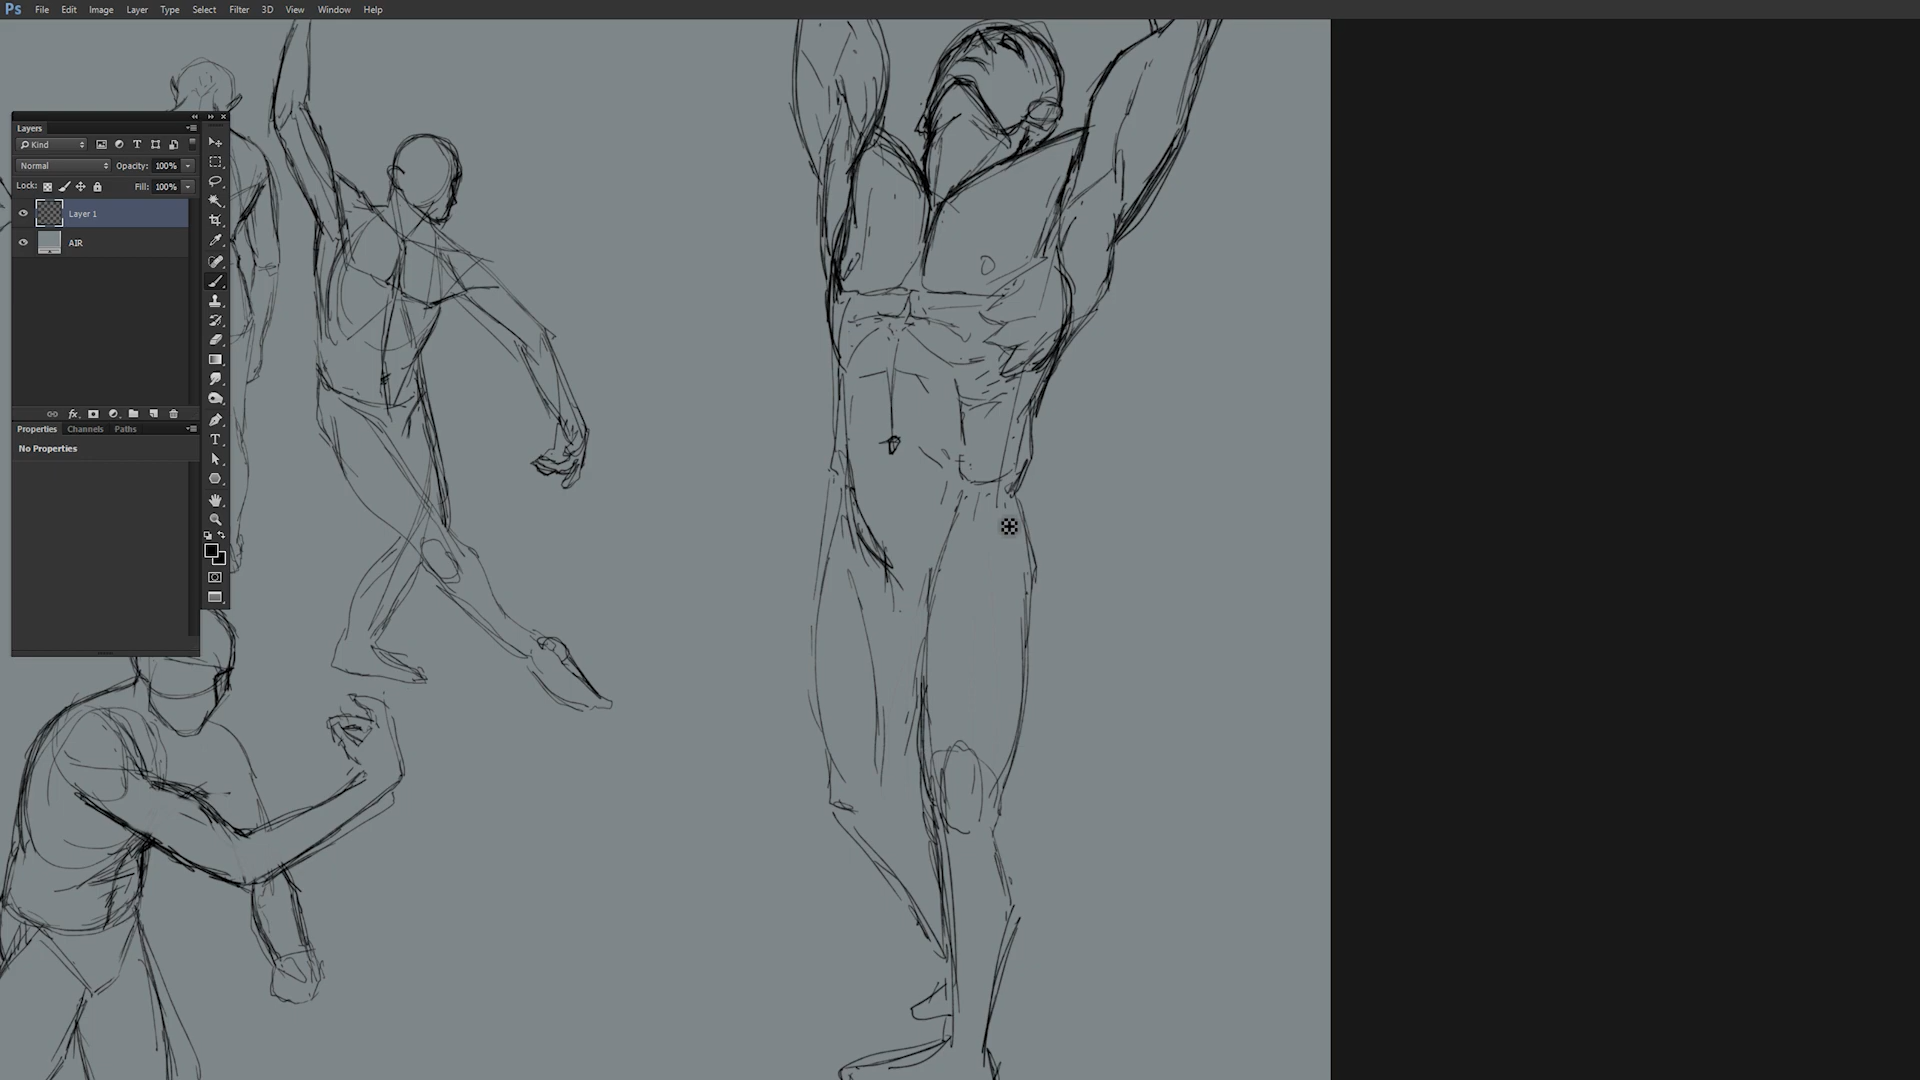 Ps File Edit Image Layer Type Select Filter 3D View Window Help
Layers
Kind
Normal Opacity: 100%
Lock: Fill: 100%
Layer 1
AIR
fx
Properties Channels Paths
No Properties